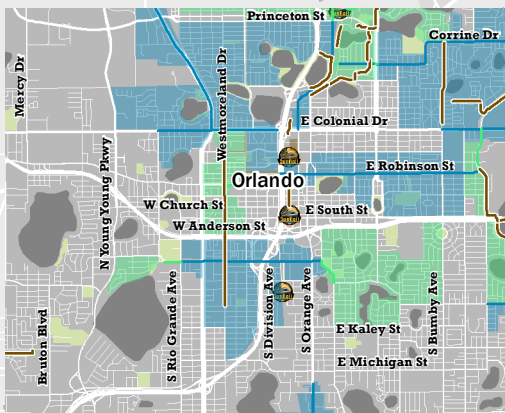 Princeton St
Corrine Dr
Mercy Dr
Westmoreland Dr
E Colonial Dr
N Young Young Pkwy
E Robinson St
Orlando
W Church St
E South St
W Anderson St
S Rio Grande Ave
S Division Ave
S Orange Ave
S Bumby Ave
Bruton Blvd
E Kaley St
E Michigan St